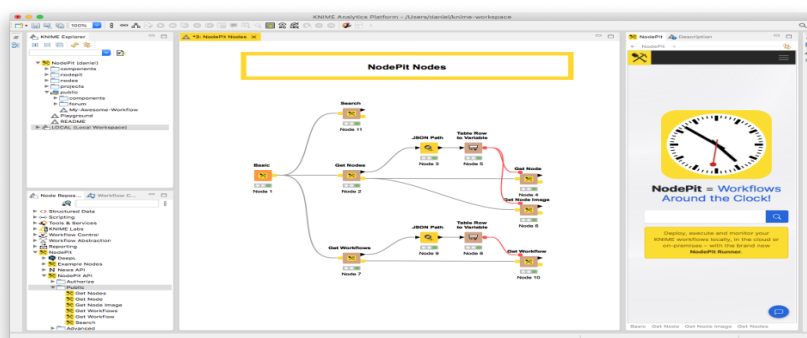 KNIME Analytics Platform - /Users/daniel/knime-workspace
100%
KNIME Explorer
NodePit (daniel)
components
nodepit
nodes
projects
public
components
forum
My-Awesome-Workflow
Playground
README
LOCAL (Local Workspace)
Node Repos...
Workflow C...
Structured Data
Scripting
Tools & Services
KNIME Labs
Workflow Control
Workflow Abstraction
Reporting
NodePit
DeepL
Example Nodes
News API
NodePit API
Authorize
Public
Get Nodes
Get Node
Get Node Image
Get Workflows
Get Workflow
Search
Advanced
*3: NodePit Nodes
NodePit Nodes
Search
Node 11
Basic
Node 1
Get Nodes
Node 2
JSON Path
Node 3
Table Row
to Variable
Node 5
Get Node
Node 4
Get Node Image
Node 6
Get Workflows
Node 7
JSON Path
Node 9
Table Row
to Variable
Node 8
Get Workflow
Node 10
NodePit
Description
NodePit
NodePit = Workflows
Around the Clock!
Deploy, execute and monitor your
KNIME workflows locally, in the cloud or
on-premises – with the brand new
NodePit Runner.
Basic Get Node Get Node Image Get Nodes